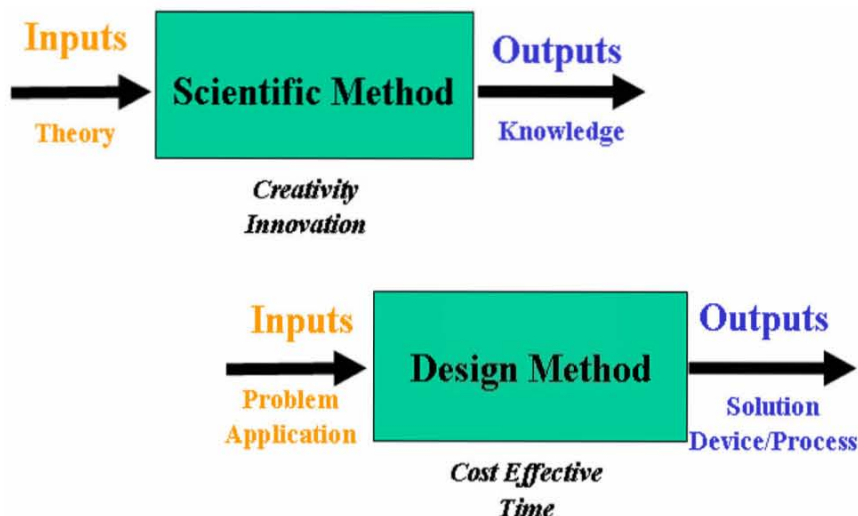 Inputs
Theory
Scientific Method
Outputs
Knowledge
Creativity
Innovation
Inputs
Problem
Application
Design Method
Outputs
Solution
Device/Process
Cost Effective
Time